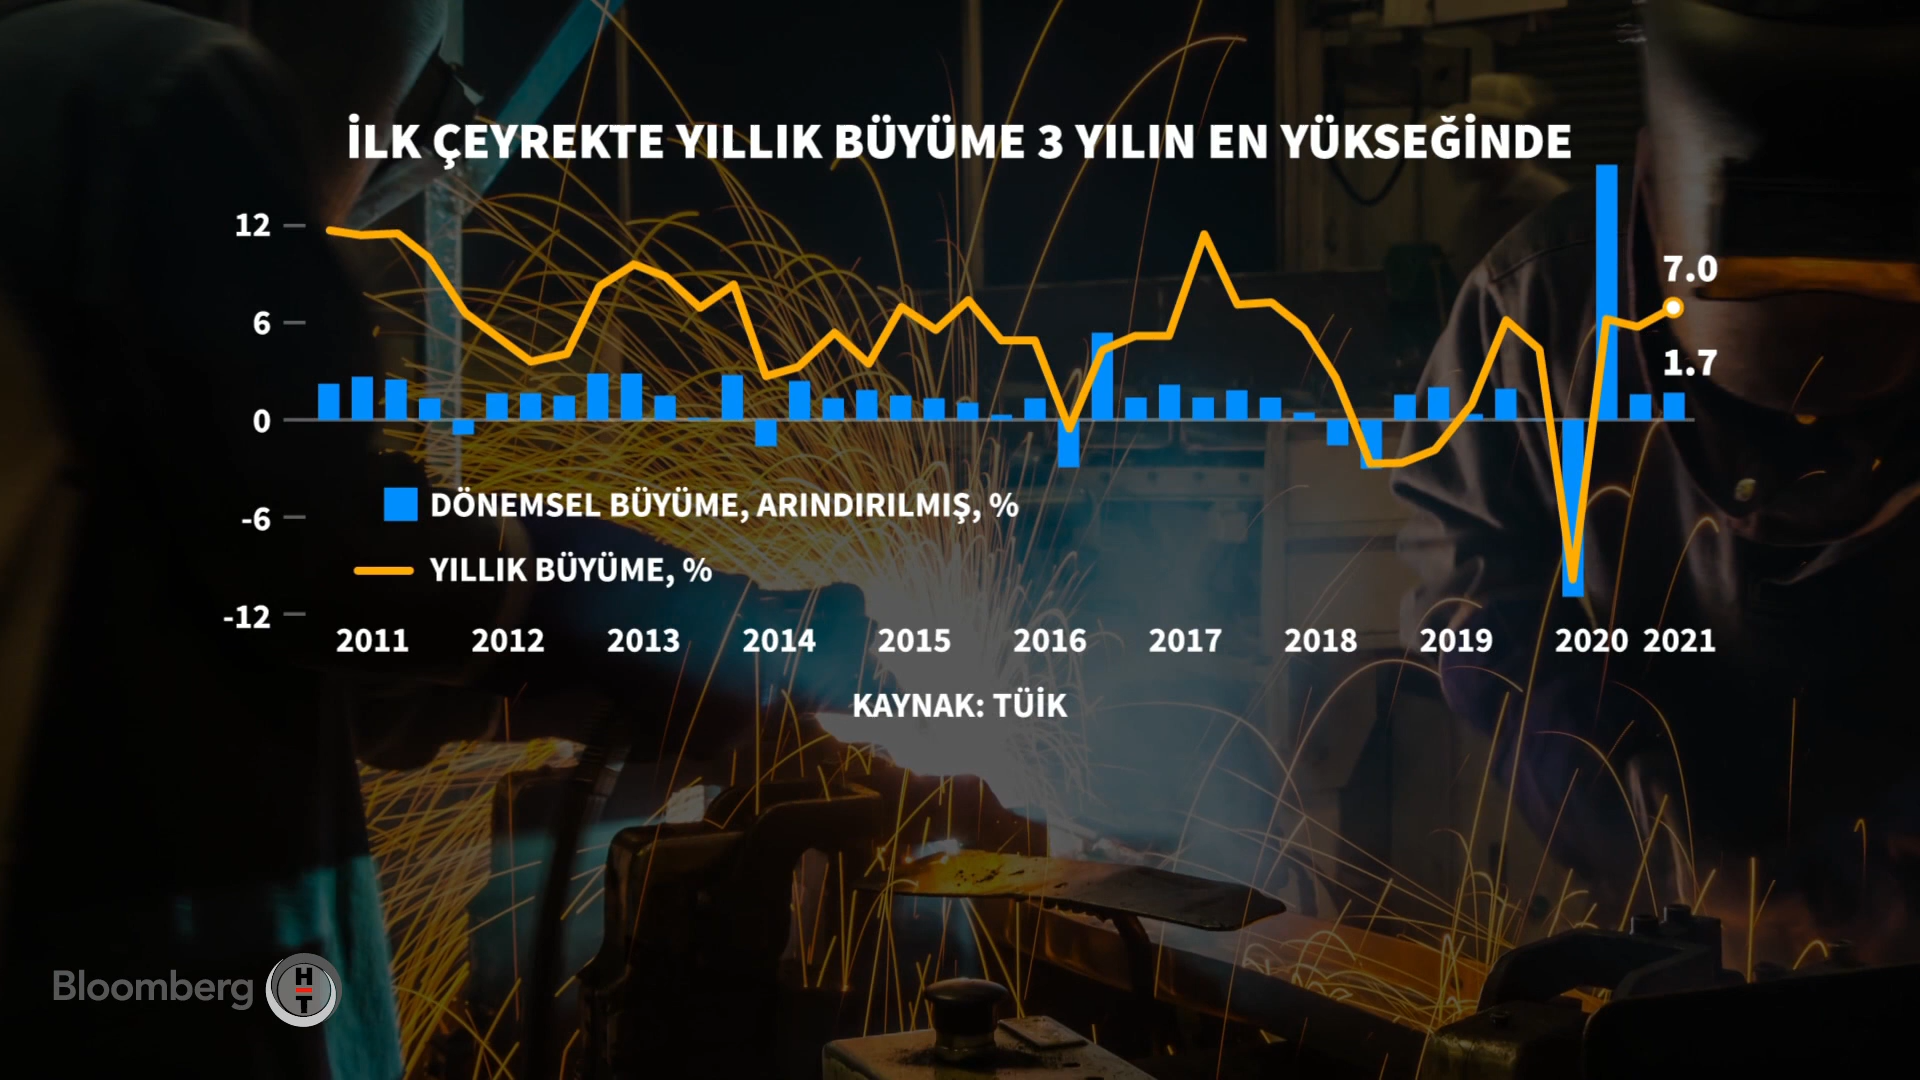 İLK ÇEYREKTE YILLIK BÜYÜME 3 YILIN EN YÜKSEĞİNDE
12
6
0
-6
-12
7.0
1.7
DÖNEMSEL BÜYÜME, ARINDIRILMIŞ, %
YILLIK BÜYÜME, %
2011 2012 2013 2014 2015 2016 2017 2018 2019 2020 2021
KAYNAK: TÜİK
Bloomberg HT